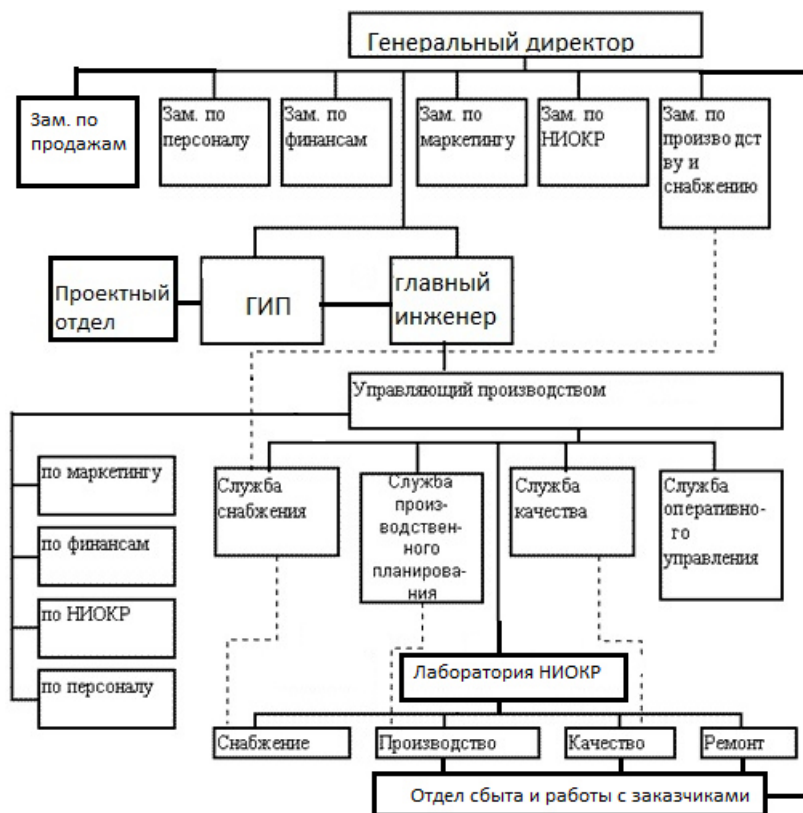 Генеральный директор
Зам. по
продажам
Зам. по
персоналу
Зам. по
финансам
Зам. по
маркетингу
Зам. по
НИОКР
Зам. по
производст
ву и
снабжению
Проектный
отдел
ГИП
главный
инженер
Управляющий производством
по маркетингу
по финансам
по НИОКР
по персоналу
Служба
снабжения
Служба
произ-
водствен-
ного
планирова-
ния
Служба
качества
Служба
оперативно-
го
управления
Лаборатория НИОКР
Снабжение
Производство
Качество
Ремонт
Отдел сбыта и работы с заказчиками